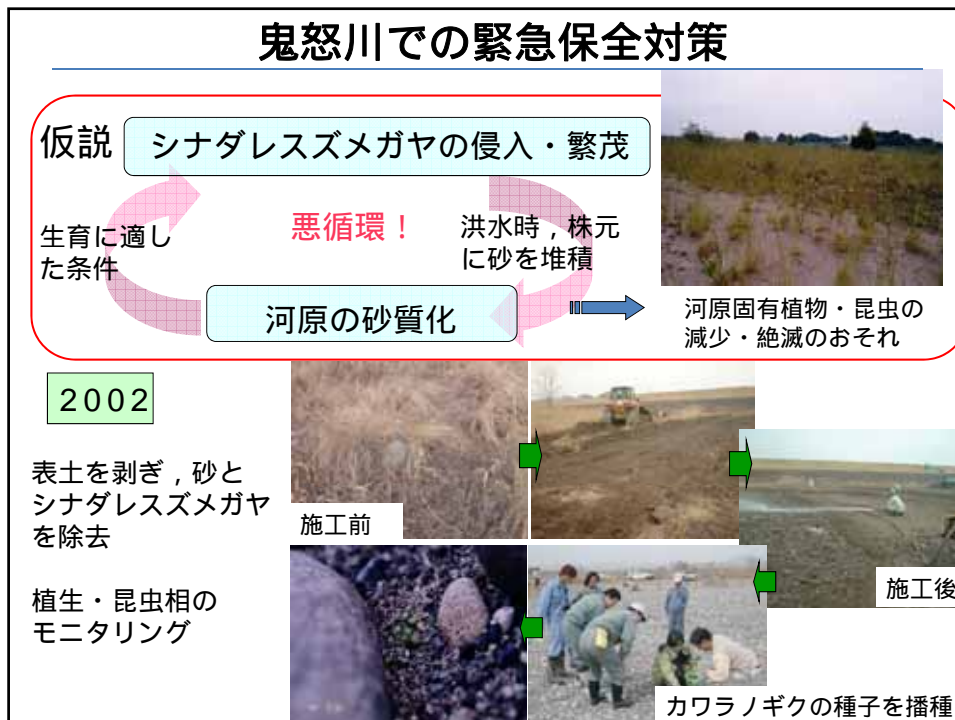 鬼怒川での緊急保全対策
仮説
シナダレスズメガヤの侵入・繁茂
生育に適し
た条件
悪循環！
洪水時，株元
に砂を堆積
河原の砂質化
河原固有植物・昆虫の
減少・絶滅のおそれ
2002
表土を剥ぎ，砂と
シナダレスズメガヤ
を除去
植生・昆虫相の
モニタリング
施工前
施工後
カワラノギクの種子を播種